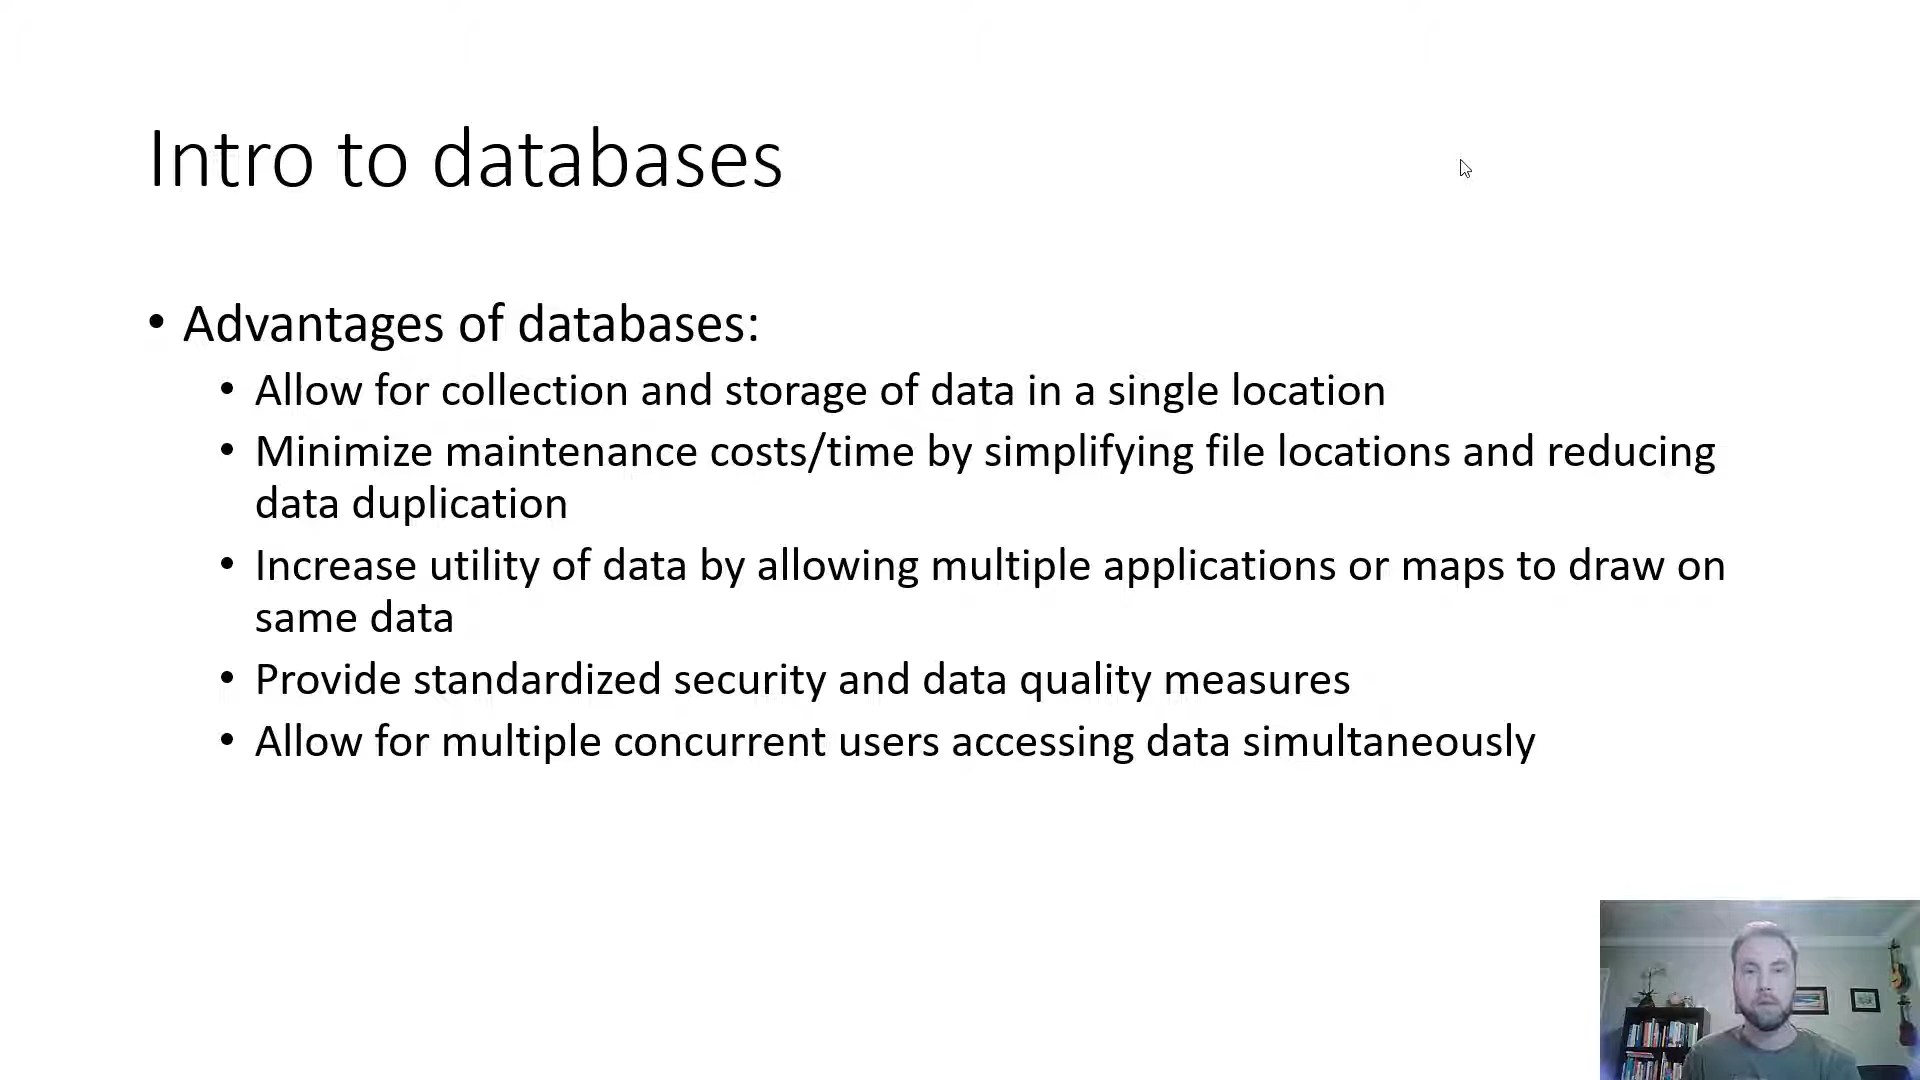 Intro to databases
• Advantages of databases:
• Allow for collection and storage of data in a single location
• Minimize maintenance costs/time by simplifying file locations and reducing
data duplication
• Increase utility of data by allowing multiple applications or maps to draw on
same data
• Provide standardized security and data quality measures
• Allow for multiple concurrent users accessing data simultaneously